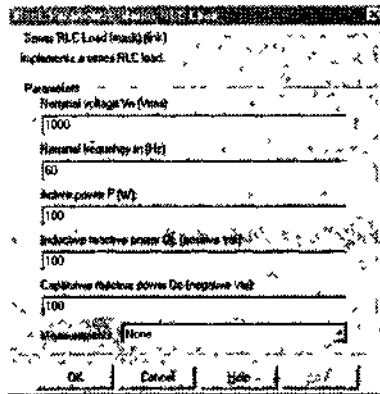 Series RLC Load (mask) (link)
Implements a series RLC load.
Parameters
Nominal voltage Vn (Vrms):
1000
Nominal frequency fn (Hz):
60
Active power P (W):
100
Inductive reactive power QL (positive var):
100
Capacitive reactive power Qc (negative var):
100
Measurements None
OK Cancel Help